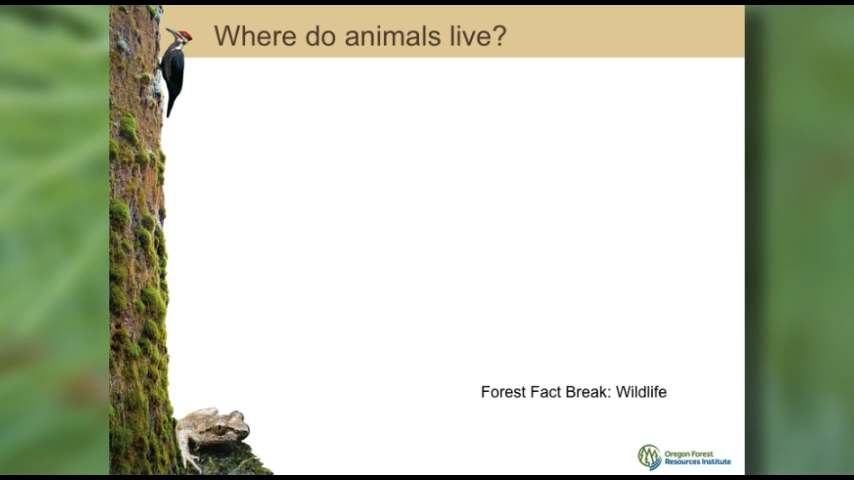 Where do animals live?
Forest Fact Break: Wildlife
Oregon Forest
Resources Institute